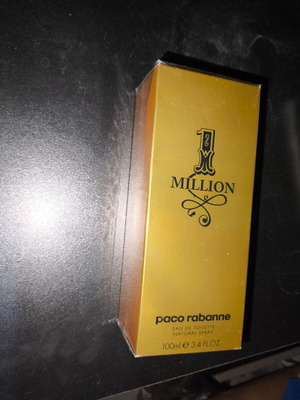 1
MILLION
paco rabanne
EAU DE TOILETTE
NATURAL SPRAY
100ml e 3.4 FL.OZ.